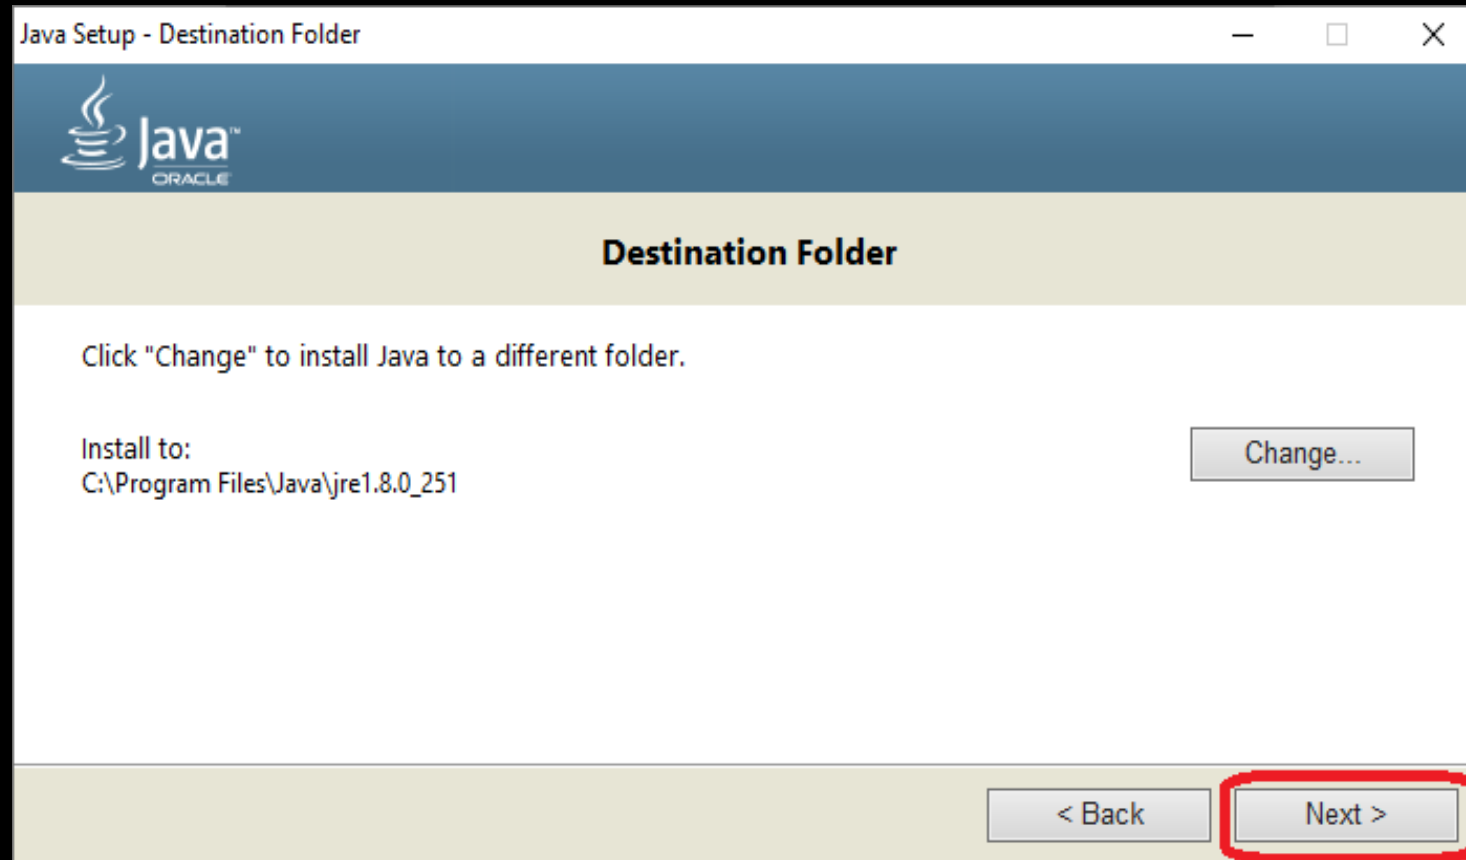 Java Setup - Destination Folder
Java™
ORACLE
Destination Folder
Click "Change" to install Java to a different folder.
Install to:
Change...
C:\Program Files\Java\jre1.8.0_251
< Back
Next >